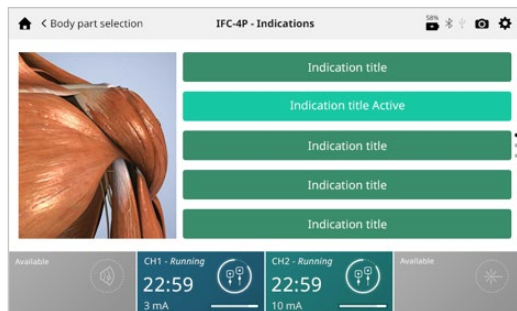 < Body part selection
IFC-4P - Indications
58%
Indication title
Indication title Active
Indication title
Indication title
Indication title
Available
CH1 - Running
22:59
3 mA
CH2 - Running
22:59
10 mA
Available